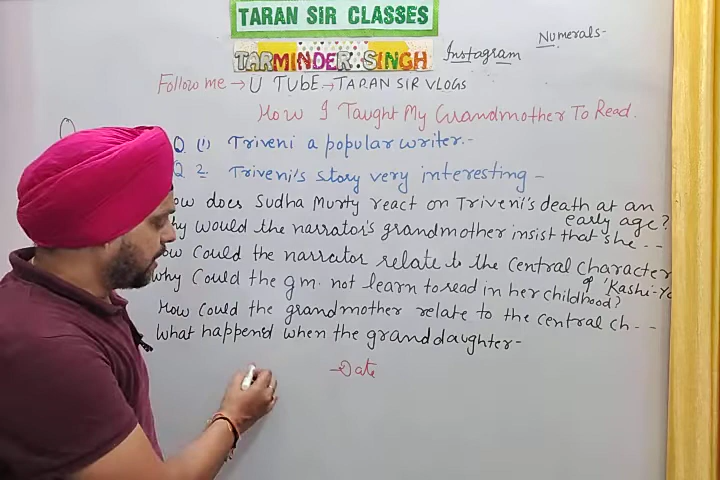 TARAN SIR CLASSES
TARMINDER SINGH
Instagram
Numerals-
Follow me → U TUbE → TARAN SIR VLOGS
How I Taught My Grandmother To Read.
Q
Q (1) Triveni a popular writer.-
Q 2. Triveni's story very interesting -
ow does Sudha Murty react on Triveni's death at an early age?
hy would the narrator's grandmother insist that she - -
ow Could the narrator relate to the Central Character of 'Kashi-Ya
why Could the gm. not learn to read in her childhood?
How Could the grandmother relate to the central ch - -
What happened when the granddaughter-
-Date